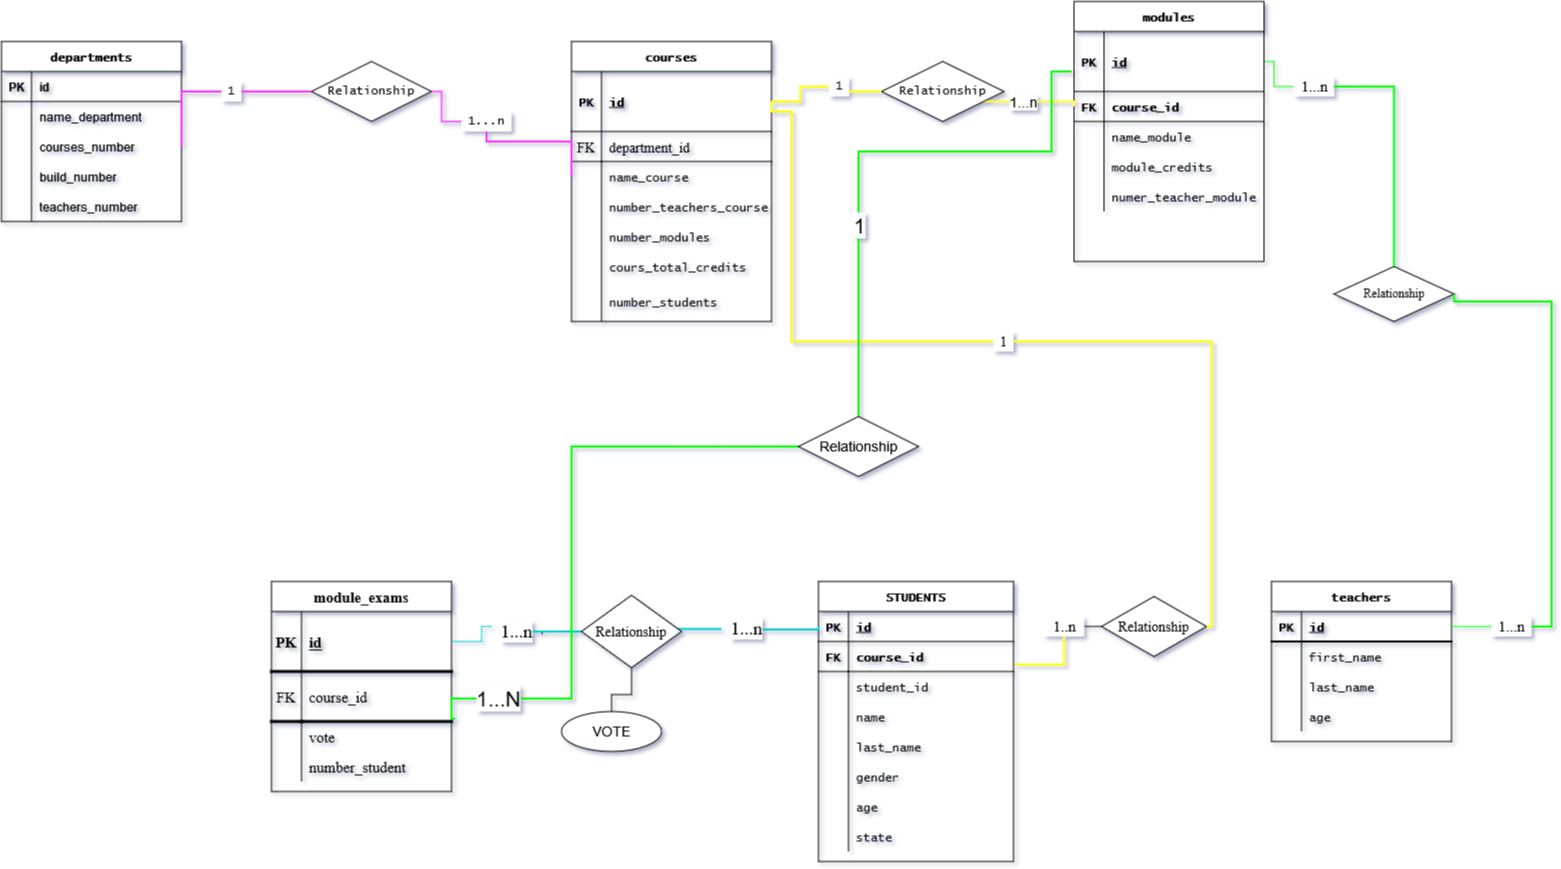 departments
PK id
name_department
courses_number
build_number
teachers_number
1
Relationship
1...n
courses
PK id
FK department_id
name_course
number_teachers_course
number_modules
cours_total_credits
number_students
1
Relationship
1...n
modules
PK id
FK course_id
name_module
module_credits
numer_teacher_module
1...n
Relationship
1
1
Relationship
module_exams
PK id
FK course_id
vote
number_student
1...n
1...N
Relationship
VOTE
1...n
STUDENTS
PK id
FK course_id
student_id
name
last_name
gender
age
state
1..n
Relationship
teachers
PK id
first_name
last_name
age
1...n